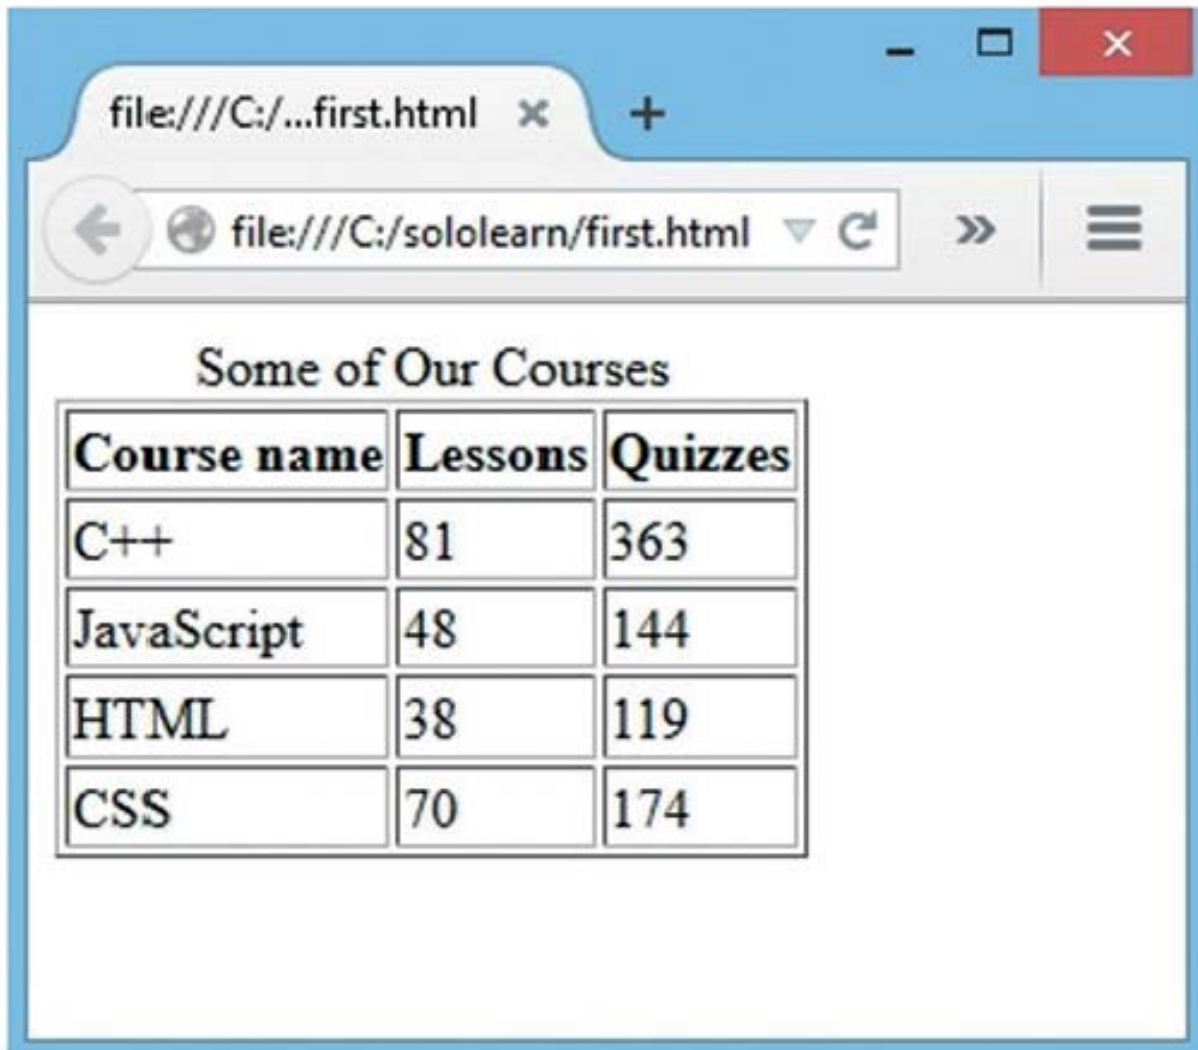 file:///C:/...first.html
file:///C:/sololearn/first.html
Some of Our Courses
Course name Lessons Quizzes
C++ 81 363
JavaScript 48 144
HTML 38 119
CSS 70 174